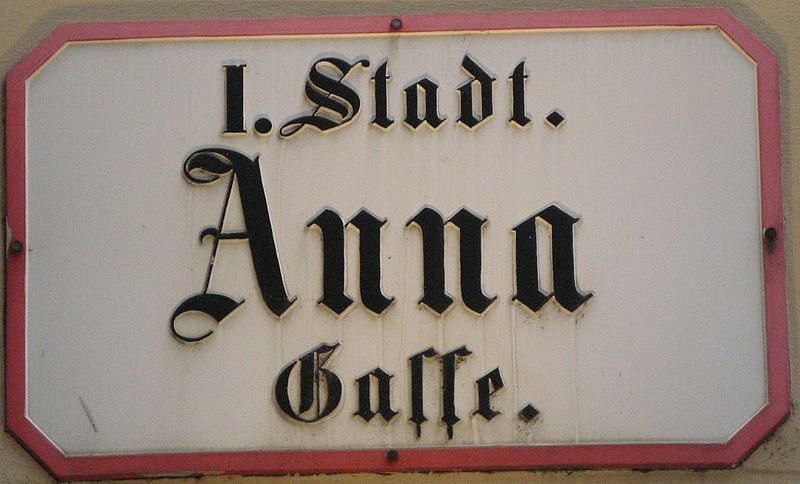 I. Stadt.
Anna
Gaſſe.